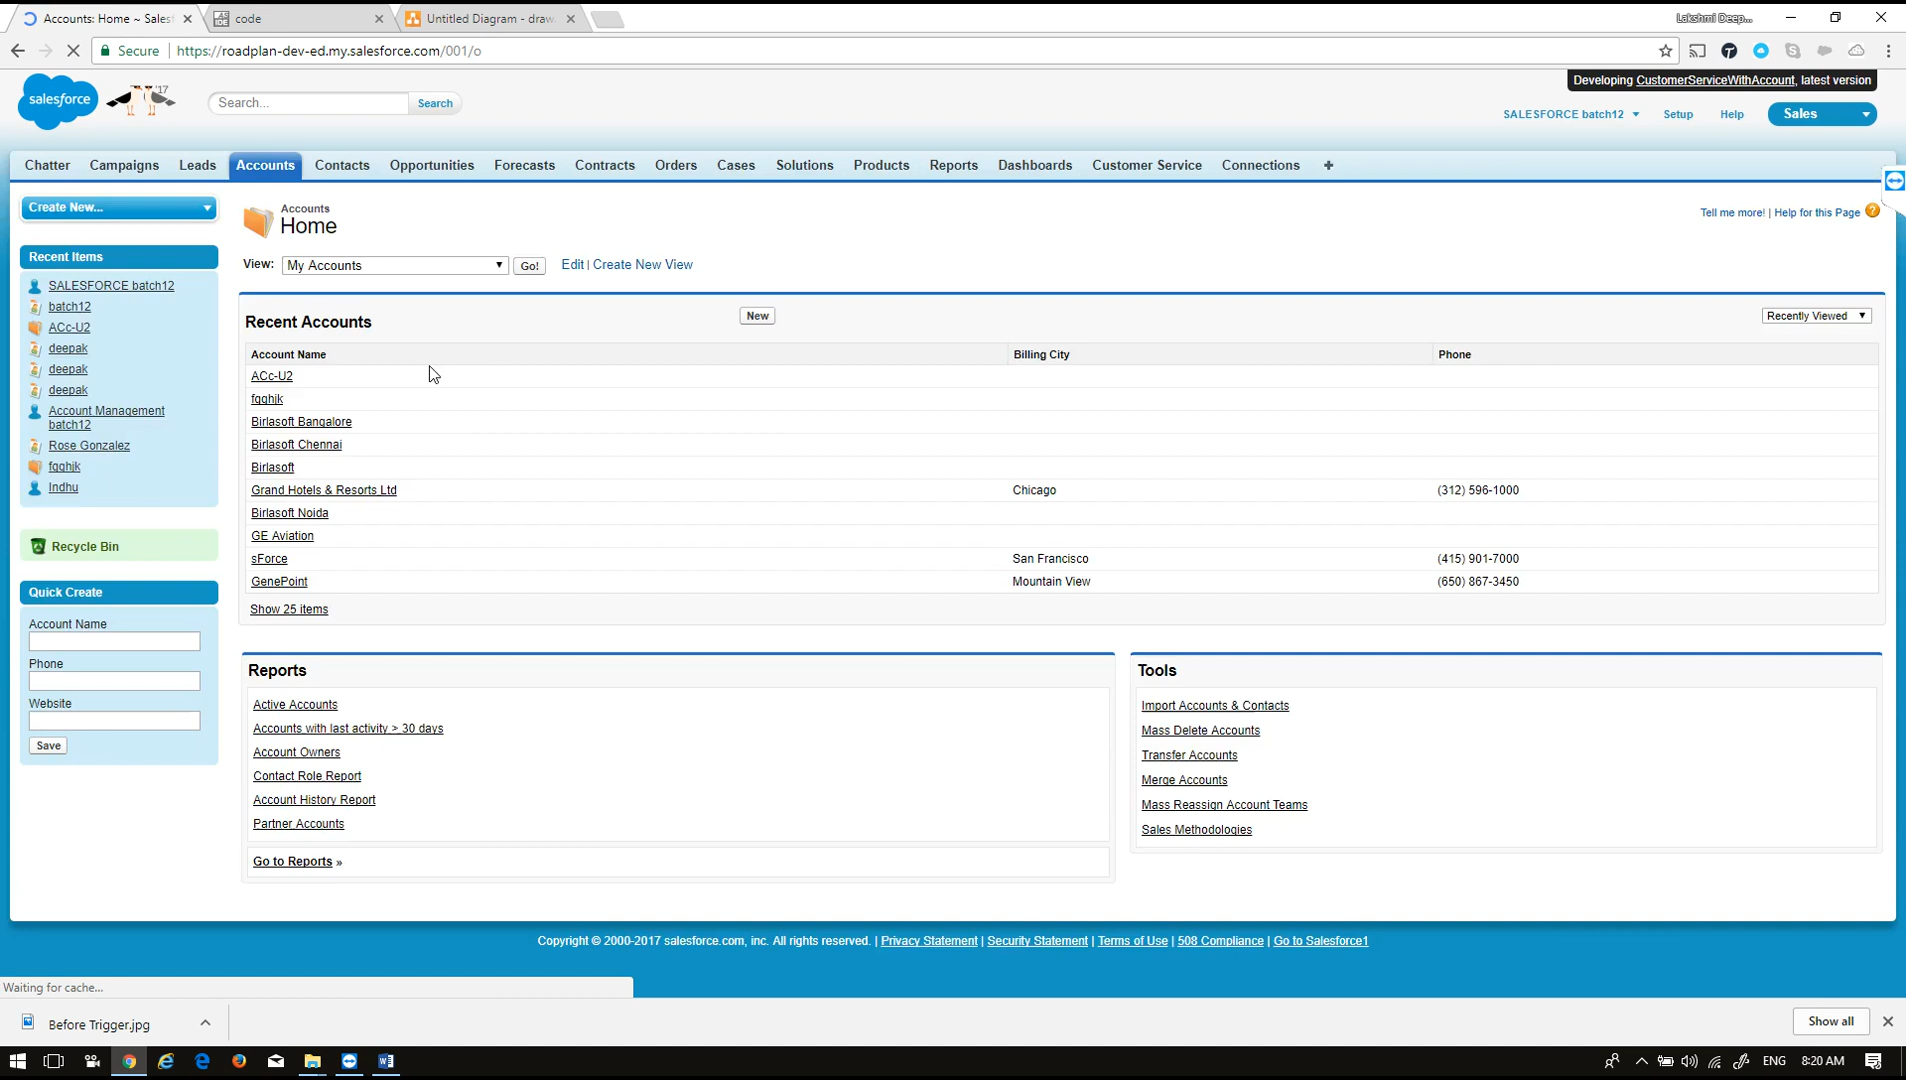 Accounts: Home ~ Salesf
code
Untitled Diagram - draw.
Lakshmi Deep...
Secure https://roadplan-dev-ed.my.salesforce.com/001/o
Developing CustomerServiceWithAccount, latest version
salesforce
'17
Search...
Search
SALESFORCE batch12
Setup
Help
Sales
Chatter Campaigns Leads Accounts Contacts Opportunities Forecasts Contracts Orders Cases Solutions Products Reports Dashboards Customer Service Connections +
Create New...
Accounts
Home
Tell me more! | Help for this Page
View: My Accounts Go! Edit | Create New View
Recent Items
SALESFORCE batch12
batch12
ACc-U2
deepak
deepak
deepak
Account Management
batch12
Rose Gonzalez
fgghjk
Indhu
Recycle Bin
Quick Create
Account Name
Phone
Website
Save
Recent Accounts
New
Recently Viewed
Account Name Billing City Phone
ACc-U2
fgghjk
Birlasoft Bangalore
Birlasoft Chennai
Birlasoft
Grand Hotels & Resorts Ltd Chicago (312) 596-1000
Birlasoft Noida
GE Aviation
sForce San Francisco (415) 901-7000
GenePoint Mountain View (650) 867-3450
Show 25 items
Reports
Active Accounts
Accounts with last activity > 30 days
Account Owners
Contact Role Report
Account History Report
Partner Accounts
Go to Reports »
Tools
Import Accounts & Contacts
Mass Delete Accounts
Transfer Accounts
Merge Accounts
Mass Reassign Account Teams
Sales Methodologies
Copyright © 2000-2017 salesforce.com, inc. All rights reserved. | Privacy Statement | Security Statement | Terms of Use | 508 Compliance | Go to Salesforce1
Waiting for cache...
Before Trigger.jpg
Show all
ENG
8:20 AM